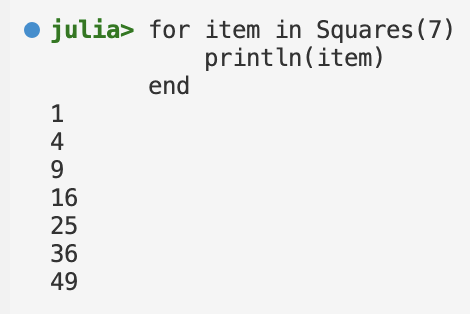 julia> for item in Squares(7)
           println(item)
       end
1
4
9
16
25
36
49